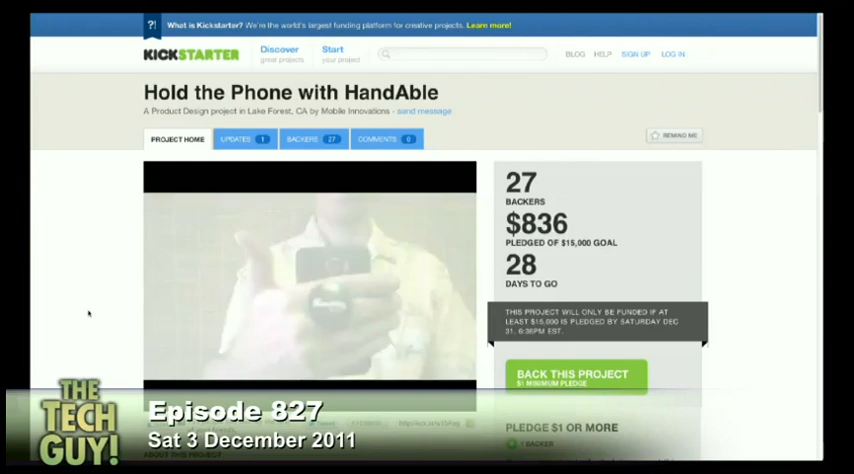 ?! What is Kickstarter? We're the world's largest funding platform for creative projects. Learn more!
KICKSTARTER
Discover
great projects
Start
your project
BLOG HELP SIGN UP LOG IN
Hold the Phone with HandAble
A Product Design project in Lake Forest, CA by Mobile Innovations · send message
PROJECT HOME UPDATES 1 BACKERS 27 COMMENTS 0
REMIND ME
27
BACKERS
$836
PLEDGED OF $15,000 GOAL
28
DAYS TO GO
THIS PROJECT WILL ONLY BE FUNDED IF AT
LEAST $15,000 IS PLEDGED BY SATURDAY DEC
31, 6:36PM EST.
BACK THIS PROJECT
$1 MINIMUM PLEDGE
PLEDGE $1 OR MORE
1 BACKER
THE
TECH
GUY!
Episode 827
Sat 3 December 2011
ABOUT THIS PROJECT